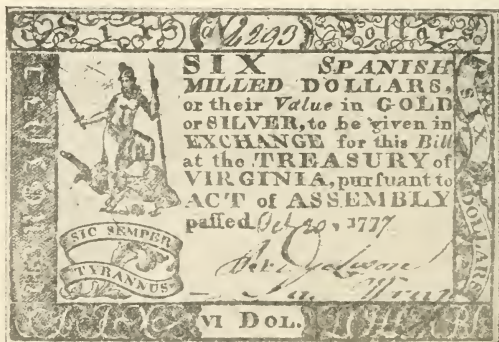 Six Dollars
SIX SPANISH
MILLED DOLLARS,
or their Value in GOLD
or SILVER, to be given in
EXCHANGE for this Bill
at the TREASURY of
VIRGINIA, purſuant to
ACT of ASSEMBLY
paſſed Oct 20, 1777
SIC SEMPER
TYRANNUS
VI DOL.
SIX DOLLARS